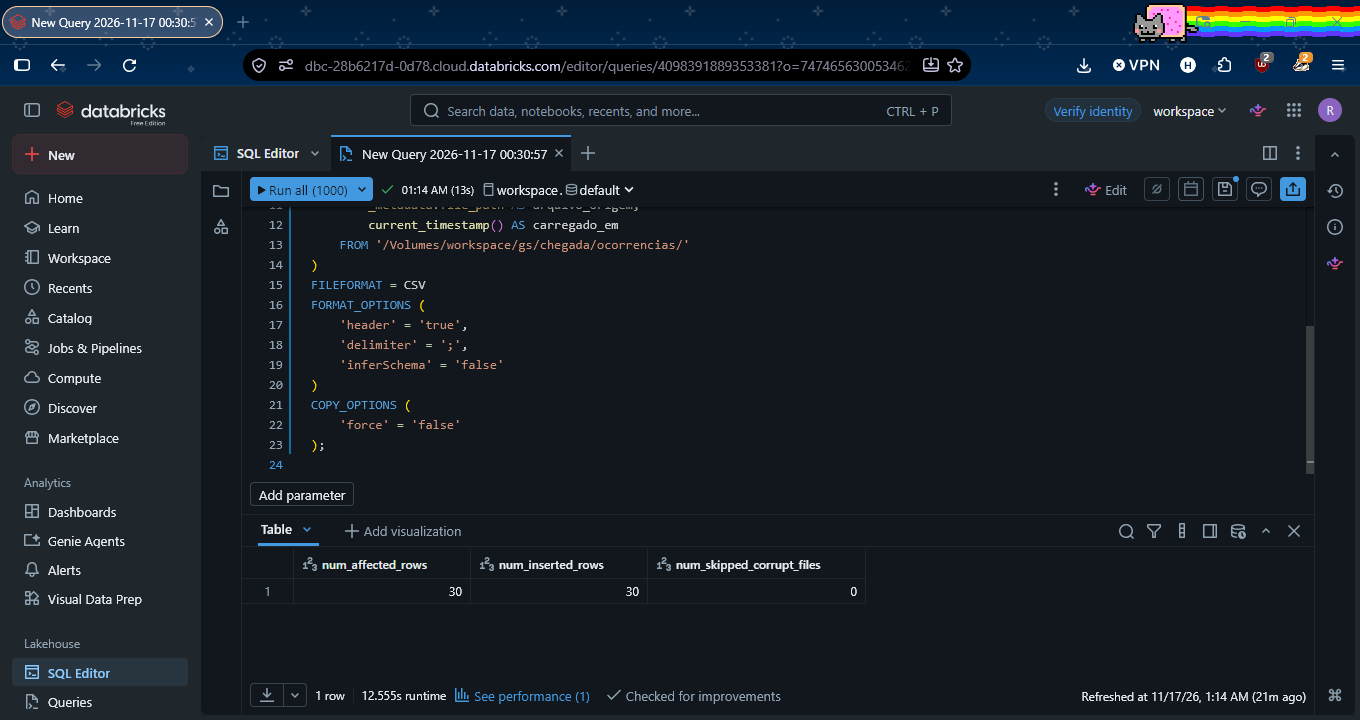 New Query 2026-11-17 00:30:5
dbc-28b6217d-0d78.cloud.databricks.com/editor/queries/4098391889353381?o=74746563005346
VPN
H
2
2
databricks
Free Edition
Search data, notebooks, recents, and more...
CTRL + P
Verify identity
workspace
R
New
SQL Editor
New Query 2026-11-17 00:30:57
Home
Learn
Workspace
Recents
Catalog
Jobs & Pipelines
Compute
Discover
Marketplace
Analytics
Dashboards
Genie Agents
Alerts
Visual Data Prep
Lakehouse
SQL Editor
Queries
Run all (1000)
01:14 AM (13s)
workspace.
default
Edit
11 _metadata.file_path AS arquivo_origem,
12 current_timestamp() AS carregado_em
13 FROM '/Volumes/workspace/gs/chegada/ocorrencias/'
14 )
15 FILEFORMAT = CSV
16 FORMAT_OPTIONS (
17 'header' = 'true',
18 'delimiter' = ';',
19 'inferSchema' = 'false'
20 )
21 COPY_OPTIONS (
22 'force' = 'false'
23 );
24
Add parameter
Table
Add visualization
num_affected_rows num_inserted_rows num_skipped_corrupt_files
1 30 30 0
1 row
12.555s runtime
See performance (1)
Checked for improvements
Refreshed at 11/17/26, 1:14 AM (21m ago)